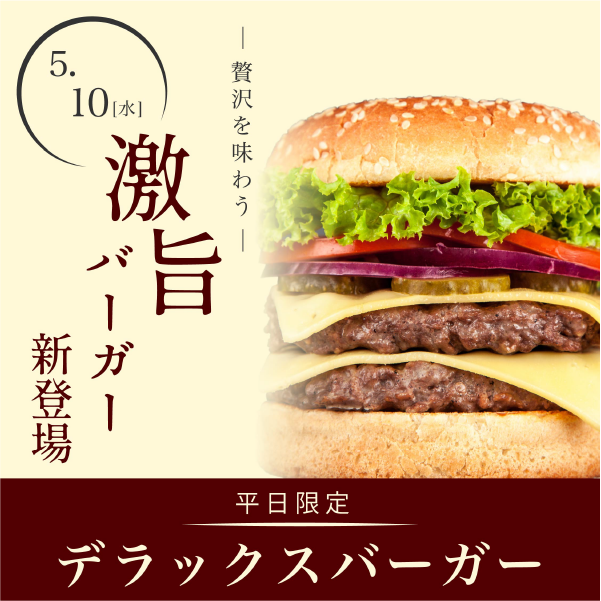 5.
10[水]
― 贅沢を味わう ―
激旨
バーガー
新登場
平日限定
デラックスバーガー